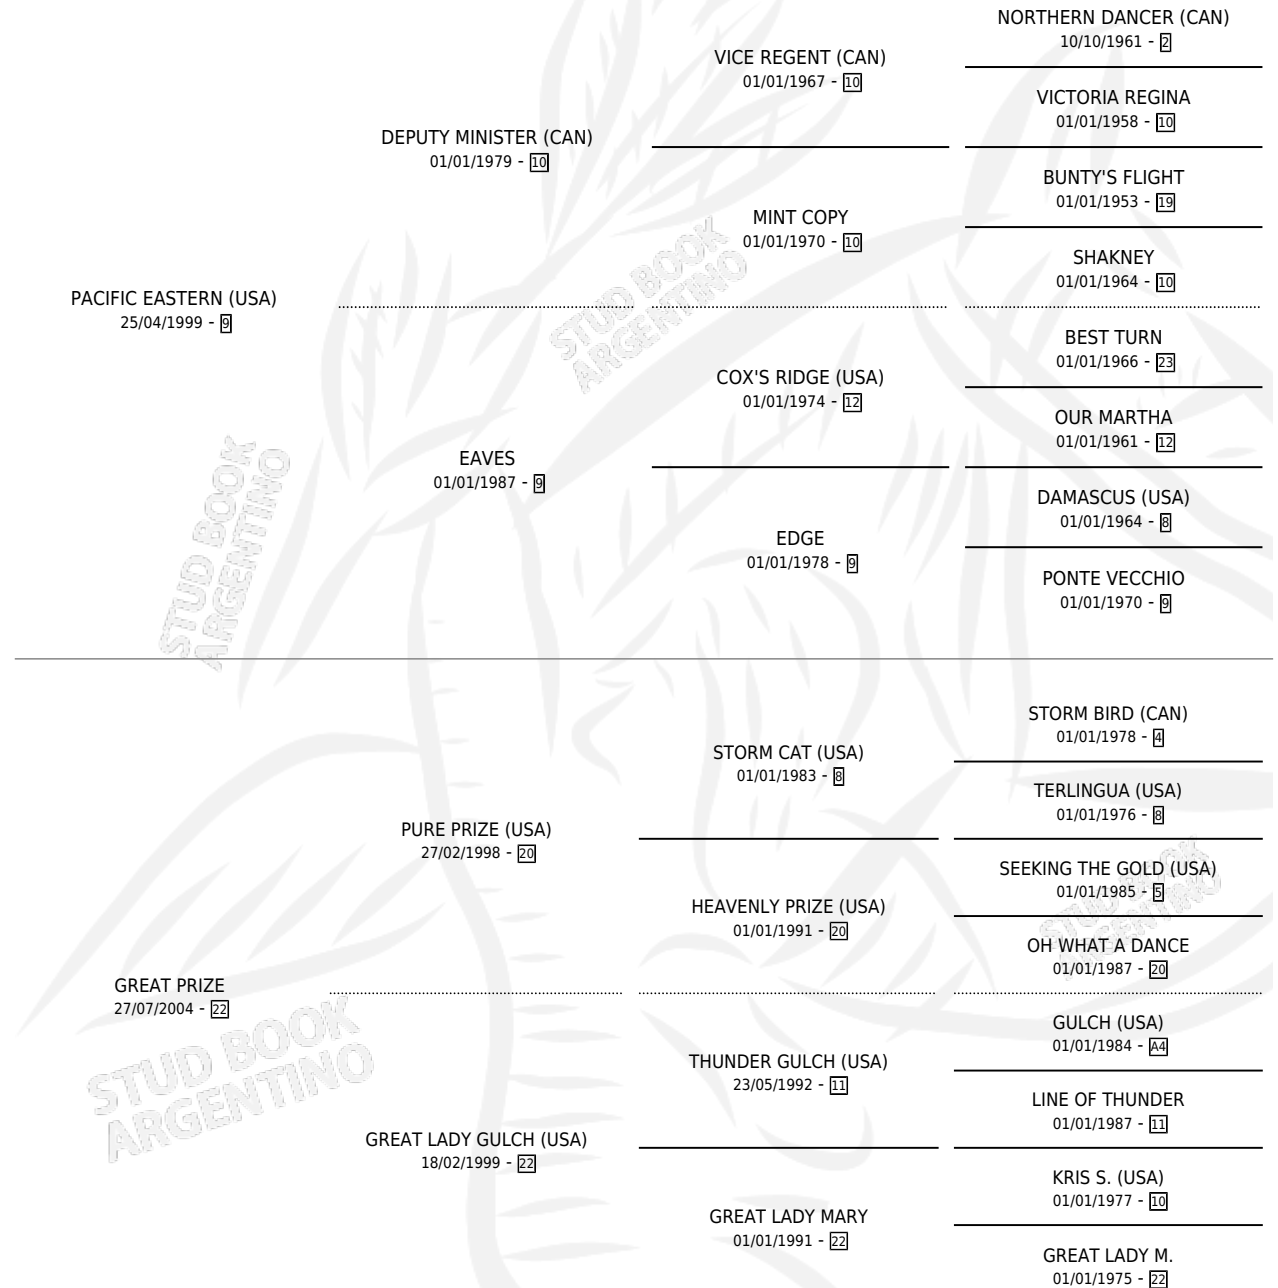 NORTHERN DANCER (CAN)
10/10/1961 - 2
VICE REGENT (CAN)
01/01/1967 - 10
VICTORIA REGINA
01/01/1958 - 10
DEPUTY MINISTER (CAN)
01/01/1979 - 10
BUNTY'S FLIGHT
01/01/1953 - 19
MINT COPY
01/01/1970 - 10
SHAKNEY
01/01/1964 - 10
PACIFIC EASTERN (USA)
25/04/1999 - 9
BEST TURN
01/01/1966 - 23
COX'S RIDGE (USA)
01/01/1974 - 12
OUR MARTHA
01/01/1961 - 12
EAVES
01/01/1987 - 9
DAMASCUS (USA)
01/01/1964 - 8
EDGE
01/01/1978 - 9
PONTE VECCHIO
01/01/1970 - 9
STORM BIRD (CAN)
01/01/1978 - 4
STORM CAT (USA)
01/01/1983 - 8
TERLINGUA (USA)
01/01/1976 - 8
PURE PRIZE (USA)
27/02/1998 - 20
SEEKING THE GOLD (USA)
01/01/1985 - 5
HEAVENLY PRIZE (USA)
01/01/1991 - 20
OH WHAT A DANCE
01/01/1987 - 20
GREAT PRIZE
27/07/2004 - 22
GULCH (USA)
01/01/1984 - A4
THUNDER GULCH (USA)
23/05/1992 - 11
LINE OF THUNDER
01/01/1987 - 11
GREAT LADY GULCH (USA)
18/02/1999 - 22
KRIS S. (USA)
01/01/1977 - 10
GREAT LADY MARY
01/01/1991 - 22
GREAT LADY M.
01/01/1975 - 22
STUD BOOK
ARGENTINO
STUD BOOK
ARGENTINO
STUD BOOK
ARGENTINO
STUD BOOK
ARGENTINO